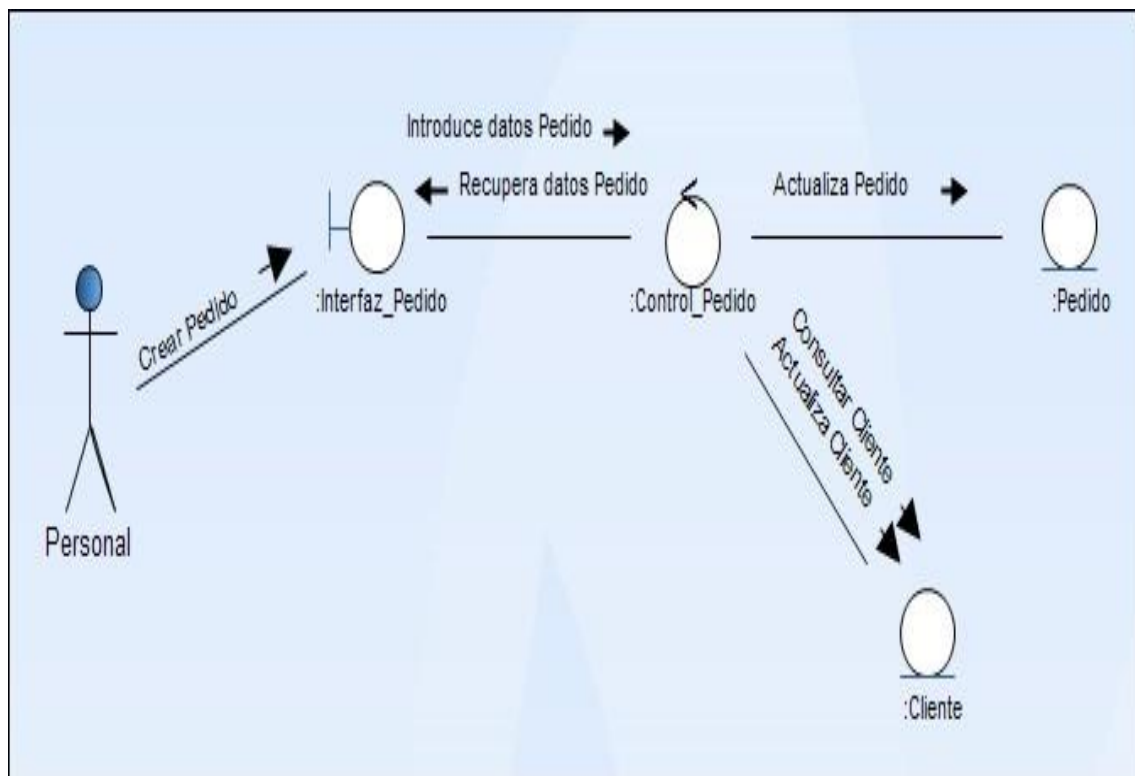 Introduce datos Pedido
Recupera datos Pedido
Actualiza Pedido
Crear Pedido
:Interfaz_Pedido
:Control_Pedido
:Pedido
Consultar Cliente
Actualiza Cliente
Personal
:Cliente